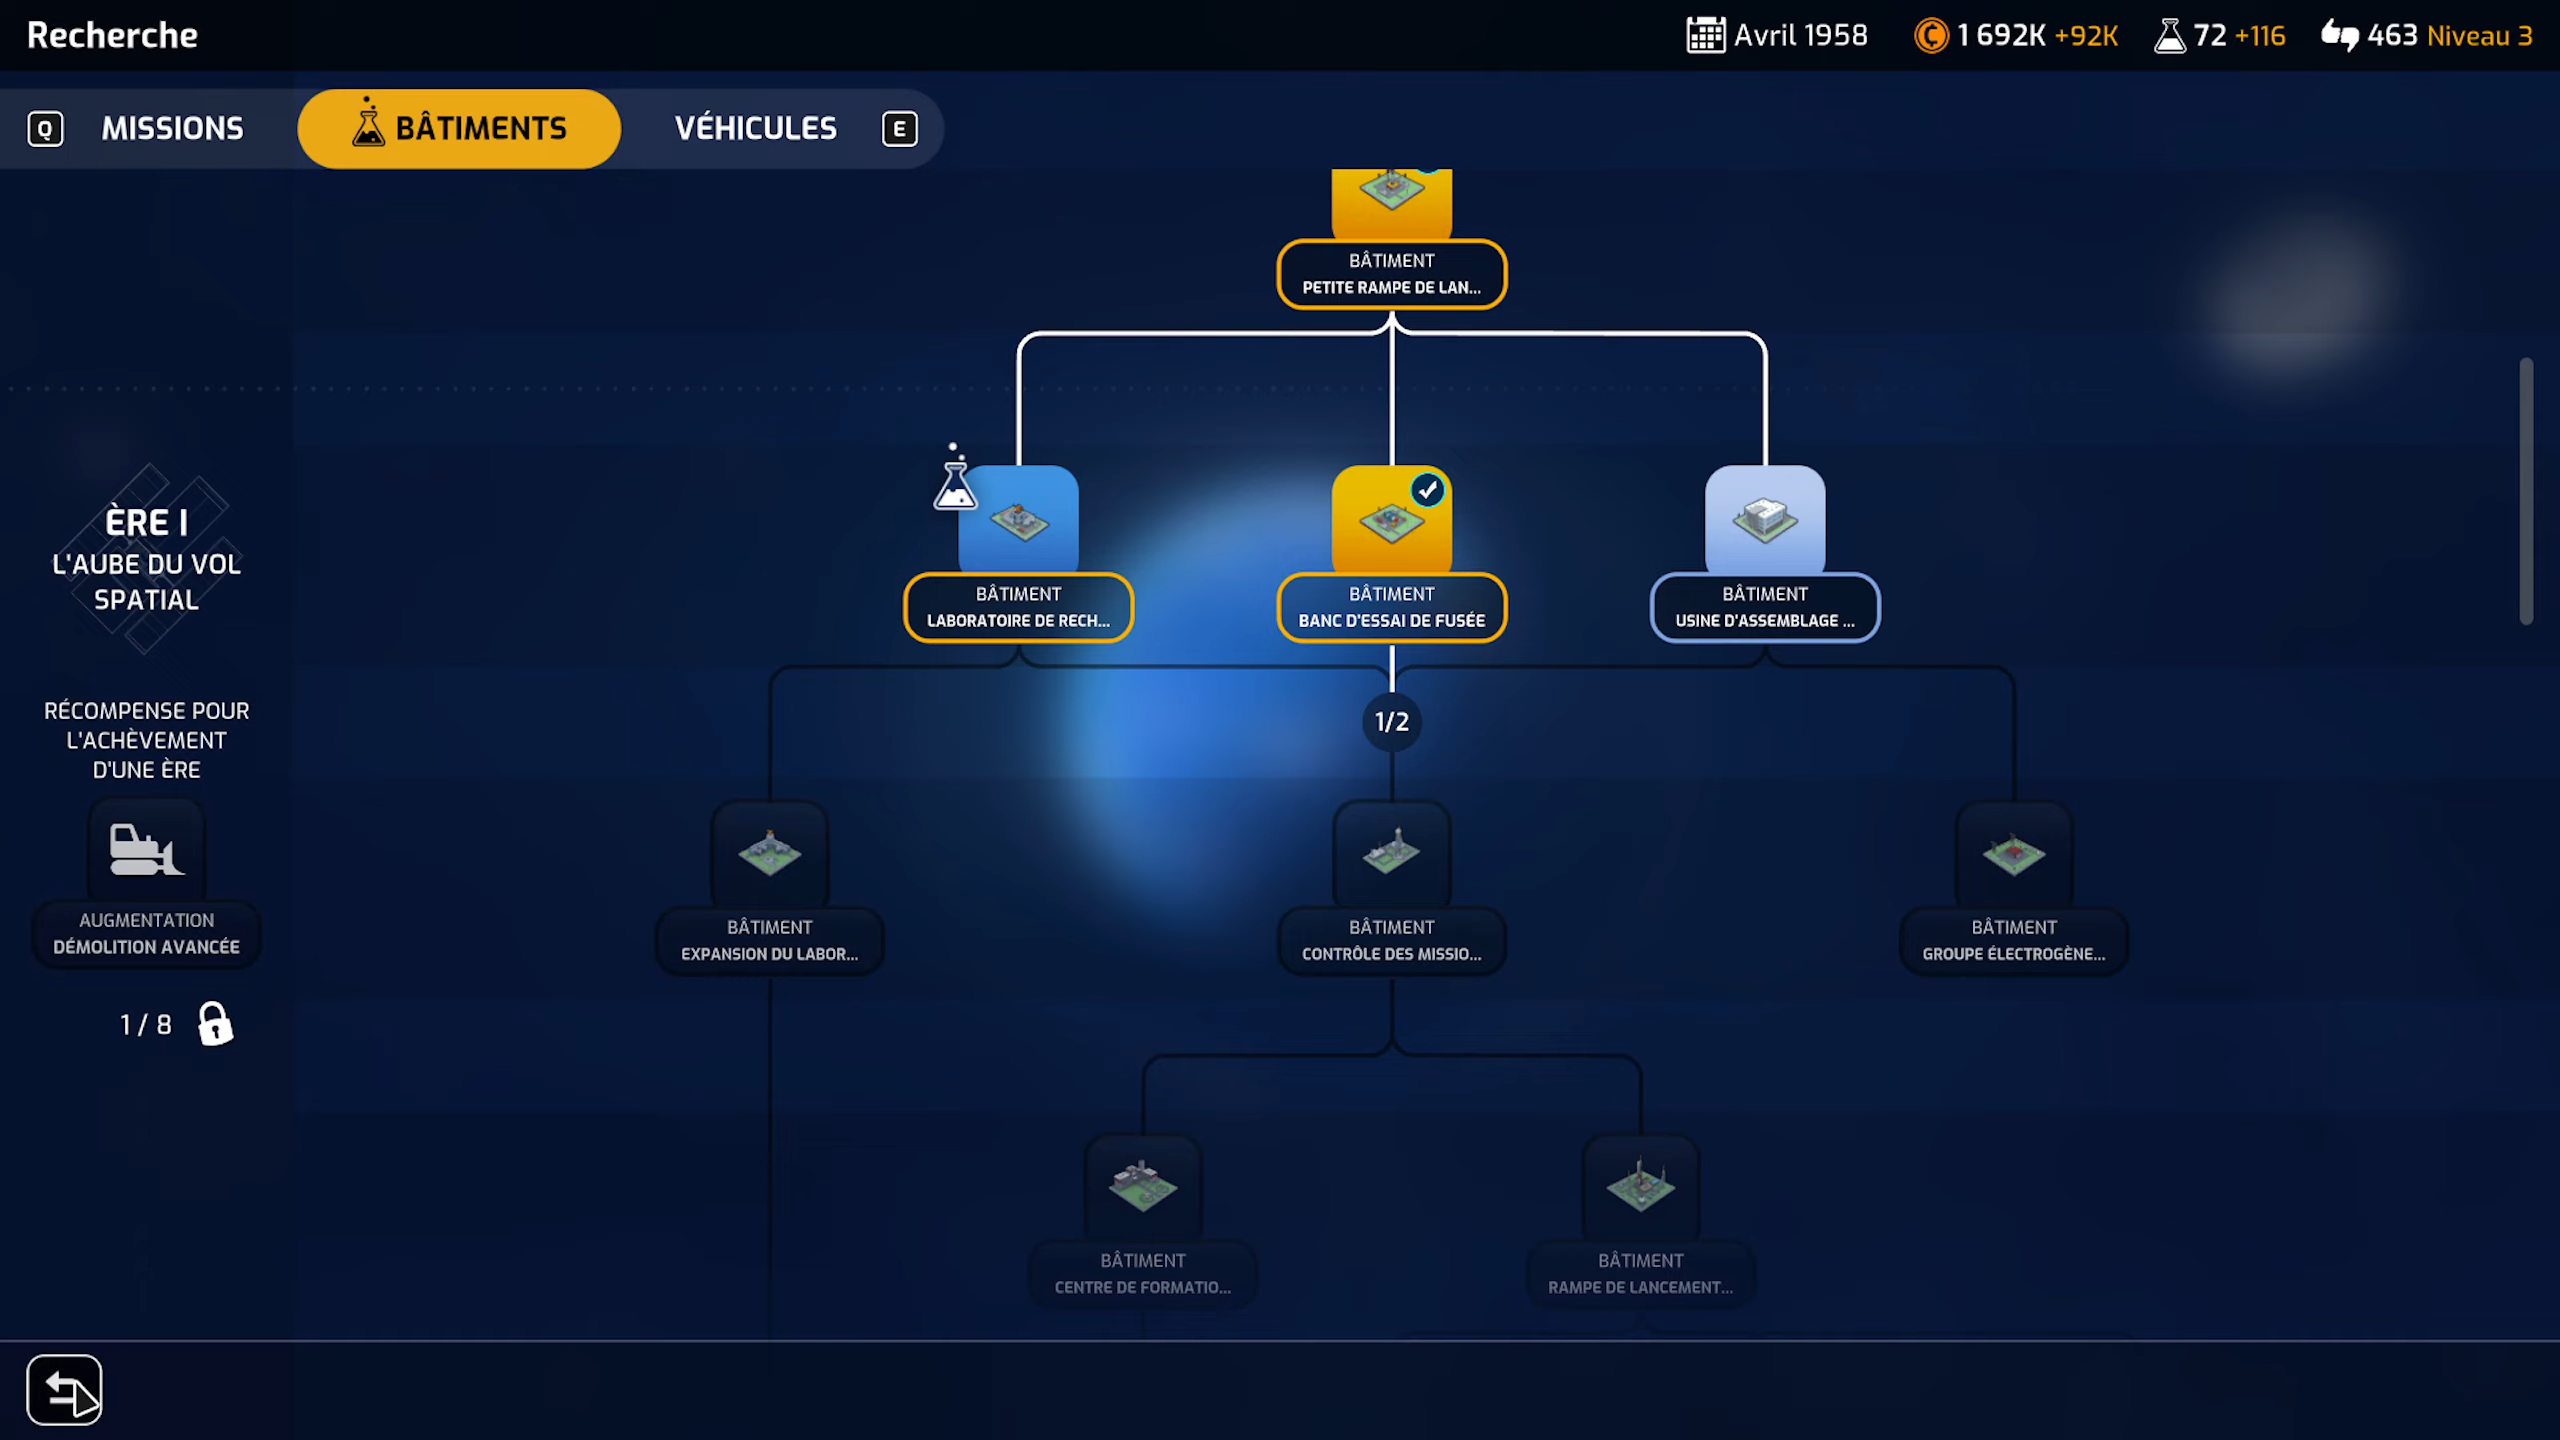 Recherche
Avril 1958
1 692K +92K
72 +116
463 Niveau 3
Q
MISSIONS
BÂTIMENTS
VÉHICULES
E
BÂTIMENT
PETITE RAMPE DE LAN...
ÈRE I
L'AUBE DU VOL
SPATIAL
BÂTIMENT
LABORATOIRE DE RECH...
BÂTIMENT
BANC D'ESSAI DE FUSÉE
BÂTIMENT
USINE D'ASSEMBLAGE ...
RÉCOMPENSE POUR
L'ACHÈVEMENT
D'UNE ÈRE
1/2
AUGMENTATION
DÉMOLITION AVANCÉE
BÂTIMENT
EXPANSION DU LABOR...
BÂTIMENT
CONTRÔLE DES MISSIO...
BÂTIMENT
GROUPE ÉLECTROGÈNE...
1 / 8
BÂTIMENT
CENTRE DE FORMATIO...
BÂTIMENT
RAMPE DE LANCEMENT...